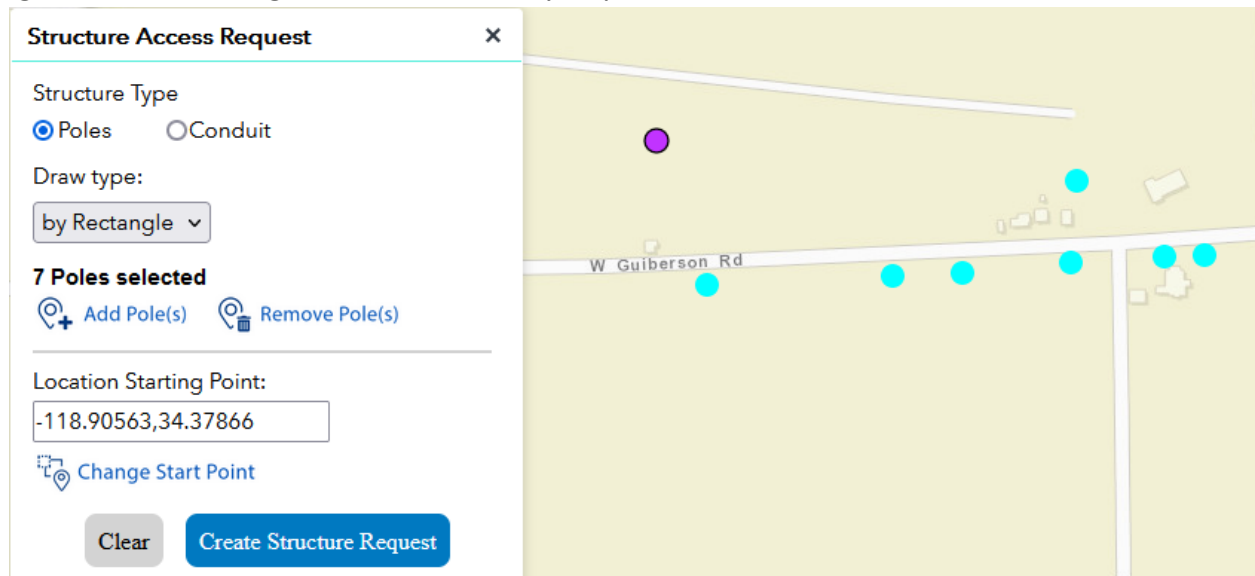 Structure Access Request ×
Structure Type
Poles Conduit
Draw type:
by Rectangle
7 Poles selected
Add Pole(s) Remove Pole(s)
Location Starting Point:
-118.90563,34.37866
Change Start Point
Clear Create Structure Request
W Guiberson Rd